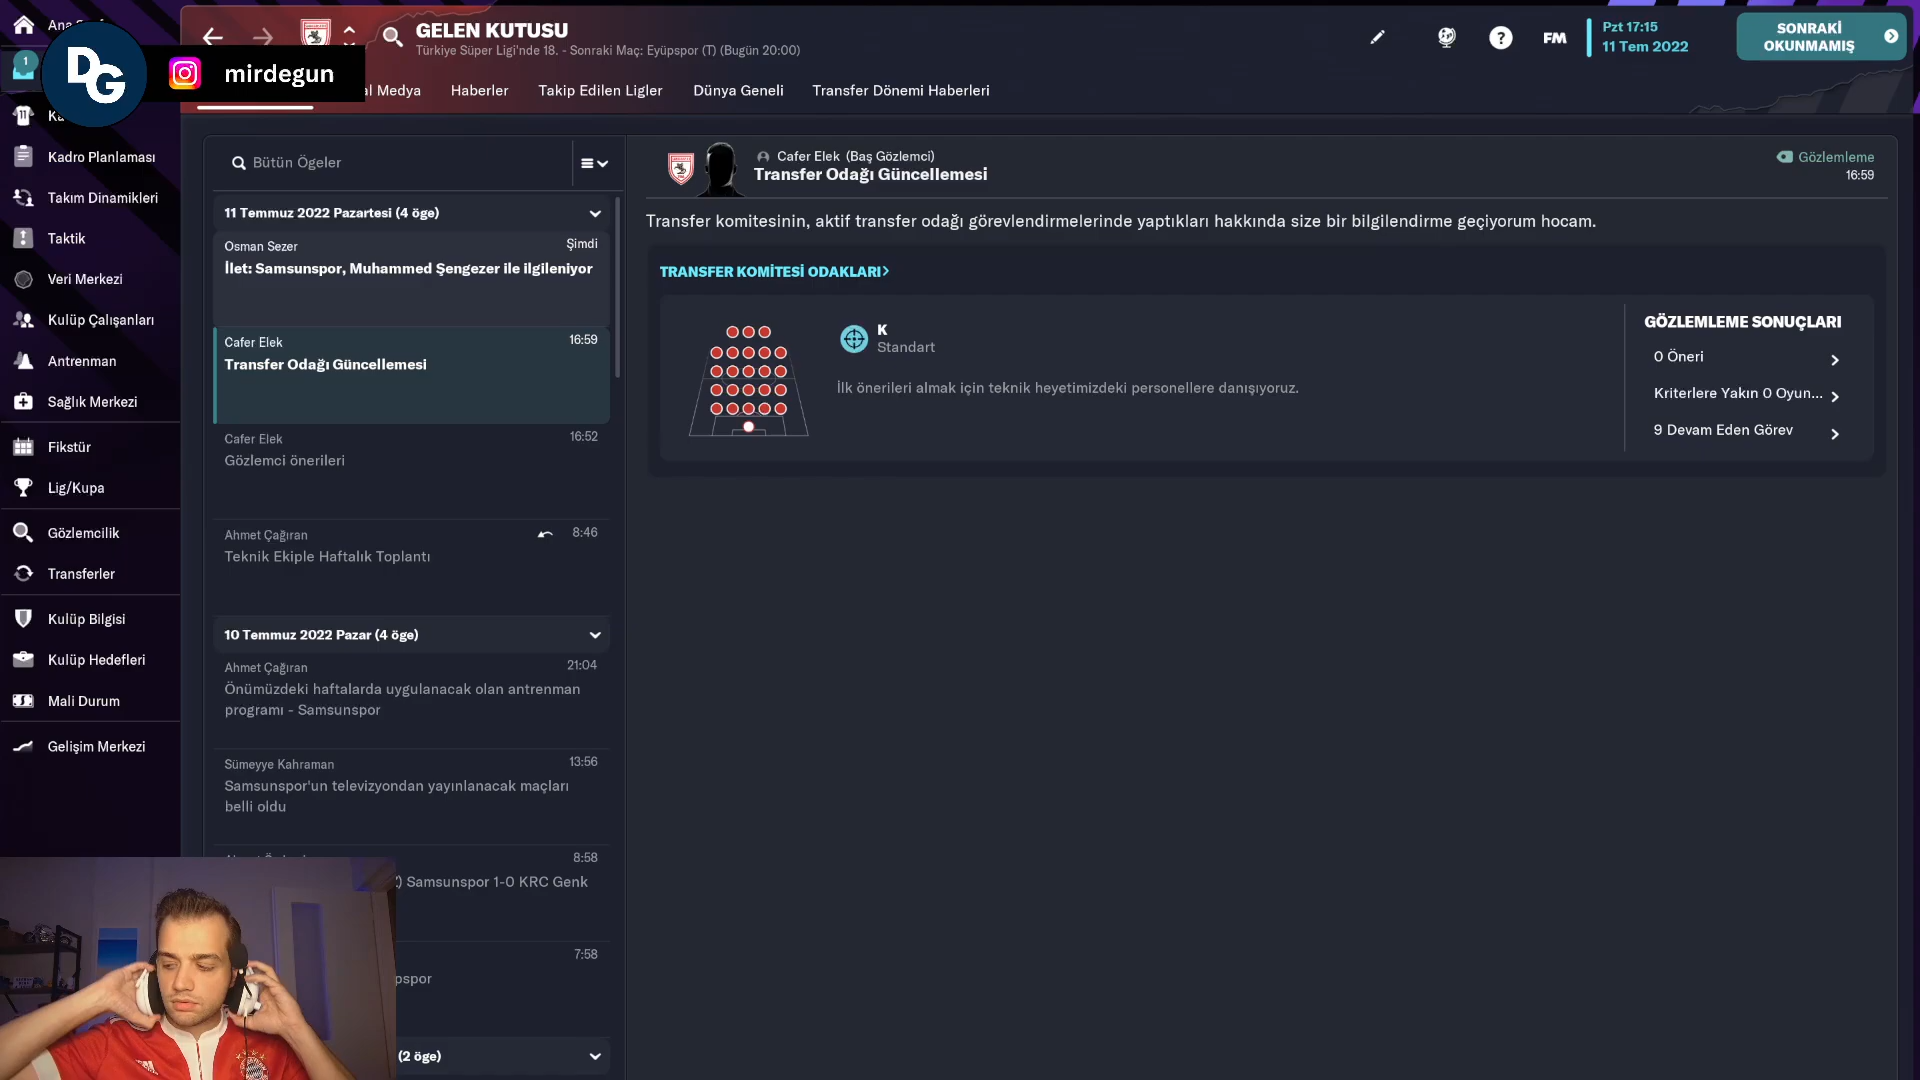 Ana
GELEN KUTUSU
Türkiye Süper Ligi'nde 18. - Sonraki Maç: Eyüpspor (T) (Bugün 20:00)
FM
Pzt 17:15
11 Tem 2022
SONRAKİ
OKUNMAMIŞ
1
DG
mirdegun
al Medya
Haberler
Takip Edilen Ligler
Dünya Geneli
Transfer Dönemi Haberleri
11
Kadro Planlaması
Takım Dinamikleri
Taktik
Veri Merkezi
Kulüp Çalışanları
Antrenman
Sağlık Merkezi
Fikstür
Lig/Kupa
Gözlemcilik
Transferler
Kulüp Bilgisi
Kulüp Hedefleri
Mali Durum
Gelişim Merkezi
Bütün Ögeler
11 Temmuz 2022 Pazartesi (4 öge)
Osman Sezer
Şimdi
İlet: Samsunspor, Muhammed Şengezer ile ilgileniyor
Cafer Elek
16:59
Transfer Odağı Güncellemesi
Cafer Elek
16:52
Gözlemci önerileri
Ahmet Çağıran
8:46
Teknik Ekiple Haftalık Toplantı
10 Temmuz 2022 Pazar (4 öge)
Ahmet Çağıran
21:04
Önümüzdeki haftalarda uygulanacak olan antrenman
programı - Samsunspor
Sümeyye Kahraman
13:56
Samsunspor'un televizyondan yayınlanacak maçları
belli oldu
8:58
) Samsunspor 1-0 KRC Genk
7:58
pspor
(2 öge)
Cafer Elek (Baş Gözlemci)
Transfer Odağı Güncellemesi
Gözlemleme
16:59
Transfer komitesinin, aktif transfer odağı görevlendirmelerinde yaptıkları hakkında size bir bilgilendirme geçiyorum hocam.
TRANSFER KOMİTESİ ODAKLARI>
K
Standart
İlk önerileri almak için teknik heyetimizdeki personellere danışıyoruz.
GÖZLEMLEME SONUÇLARI
0 Öneri
Kriterlere Yakın 0 Oyun...
9 Devam Eden Görev